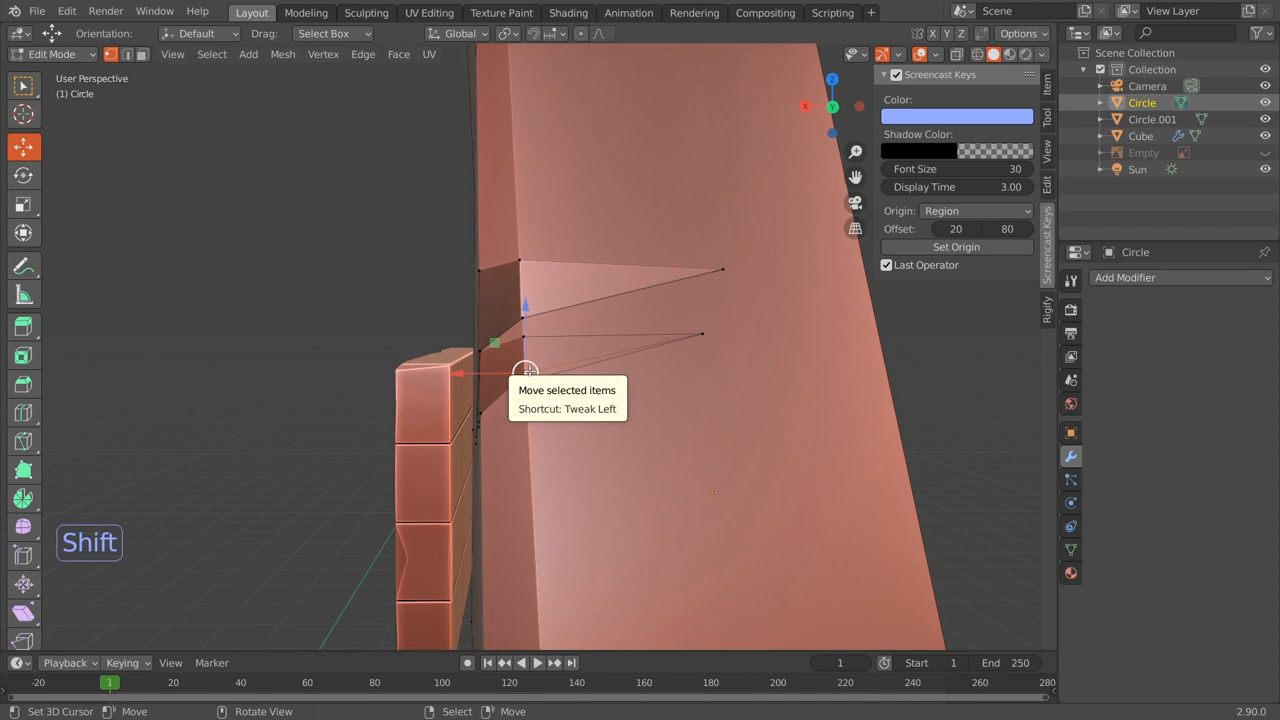 File Edit Render Window Help
Layout Modeling Sculpting UV Editing Texture Paint Shading Animation Rendering Compositing Scripting +
Scene
View Layer
Orientation: Default Drag: Select Box
Global
X Y Z Options
Edit Mode View Select Add Mesh Vertex Edge Face UV
User Perspective
(1) Circle
Z
X
Y
Screencast Keys
Color:
Shadow Color:
Font Size 30
Display Time 3.00
Origin: Region
Offset: 20 80
Set Origin
Last Operator
Item
Tool
View
Edit
Screencast Keys
Rigify
Scene Collection
Collection
Camera
Circle
Circle.001
Cube
Empty
Sun
Circle
Add Modifier
Move selected items
Shortcut: Tweak Left
Shift
Playback Keying View Marker
1 Start 1 End 250
-20 1 20 40 60 80 100 120 140 160 180 200 220 240 260 280
Set 3D Cursor Move Rotate View Select Move 2.90.0